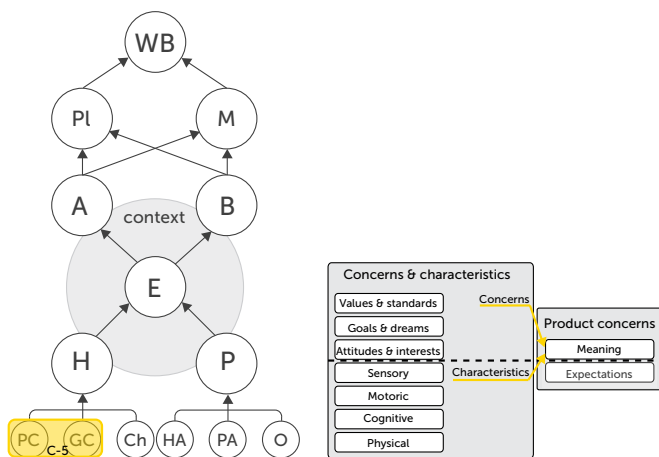 WB
Pl
M
A
B
context
E
H
P
PC
GC
Ch
HA
PA
O
C-5
Concerns & characteristics
Values & standards
Goals & dreams
Attitudes & interests
Sensory
Motoric
Cognitive
Physical
Concerns
Characteristics
Product concerns
Meaning
Expectations